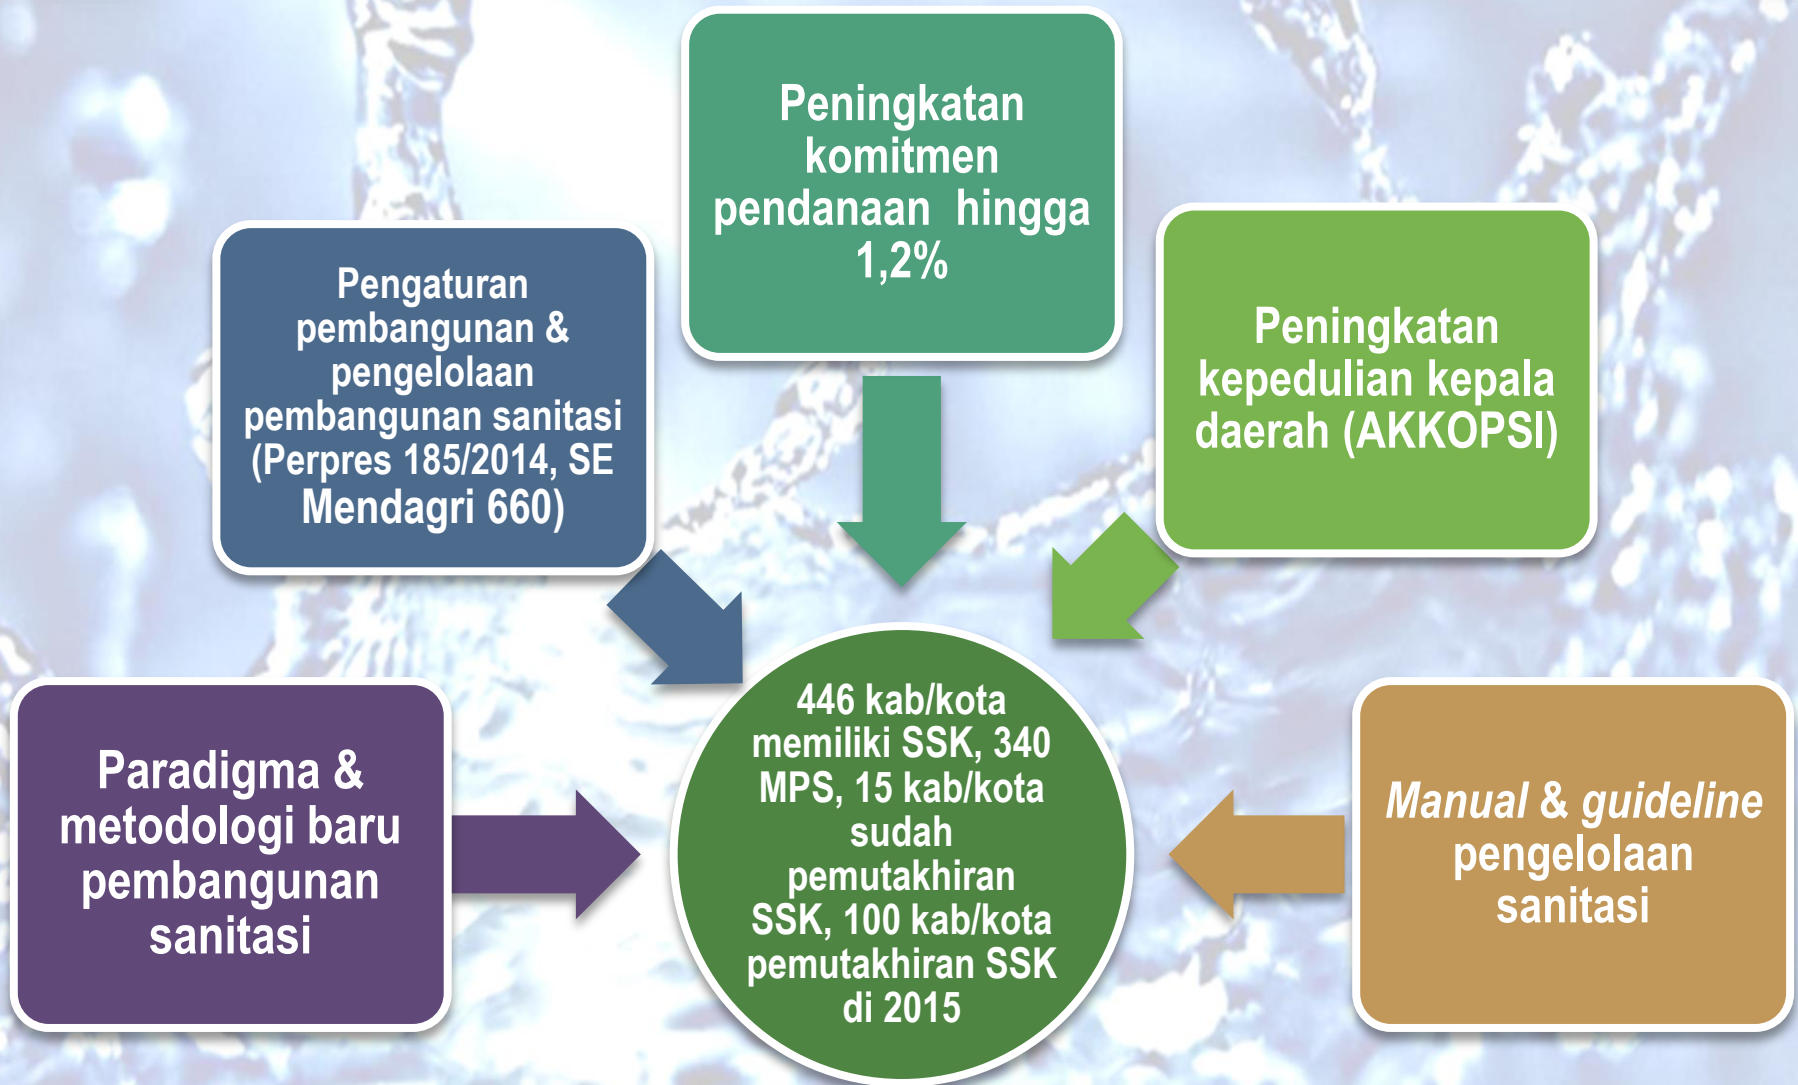 Peningkatan
komitmen
pendanaan hingga
1,2%
Pengaturan
pembangunan &
pengelolaan
pembangunan sanitasi
(Perpres 185/2014, SE
Mendagri 660)
Peningkatan
kepedulian kepala
daerah (AKKOPSI)
Paradigma &
metodologi baru
pembangunan
sanitasi
446 kab/kota
memiliki SSK, 340
MPS, 15 kab/kota
sudah
pemutakhiran
SSK, 100 kab/kota
pemutakhiran SSK
di 2015
Manual & guideline
pengelolaan
sanitasi